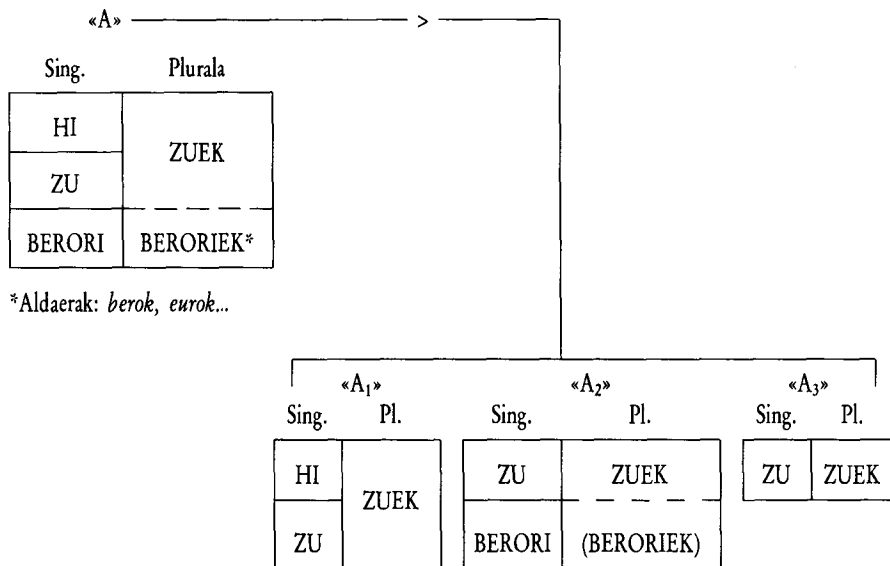 «A» >
Sing. Plurala
HI
ZUEK
ZU
BERORI BERORIEK*
*Aldaerak: berok, eurok...
«A₁» «A₂» «A₃»
Sing. Pl. Sing. Pl. Sing. Pl.
HI ZU ZUEK ZU ZUEK
ZUEK
ZU BERORI (BERORIEK)